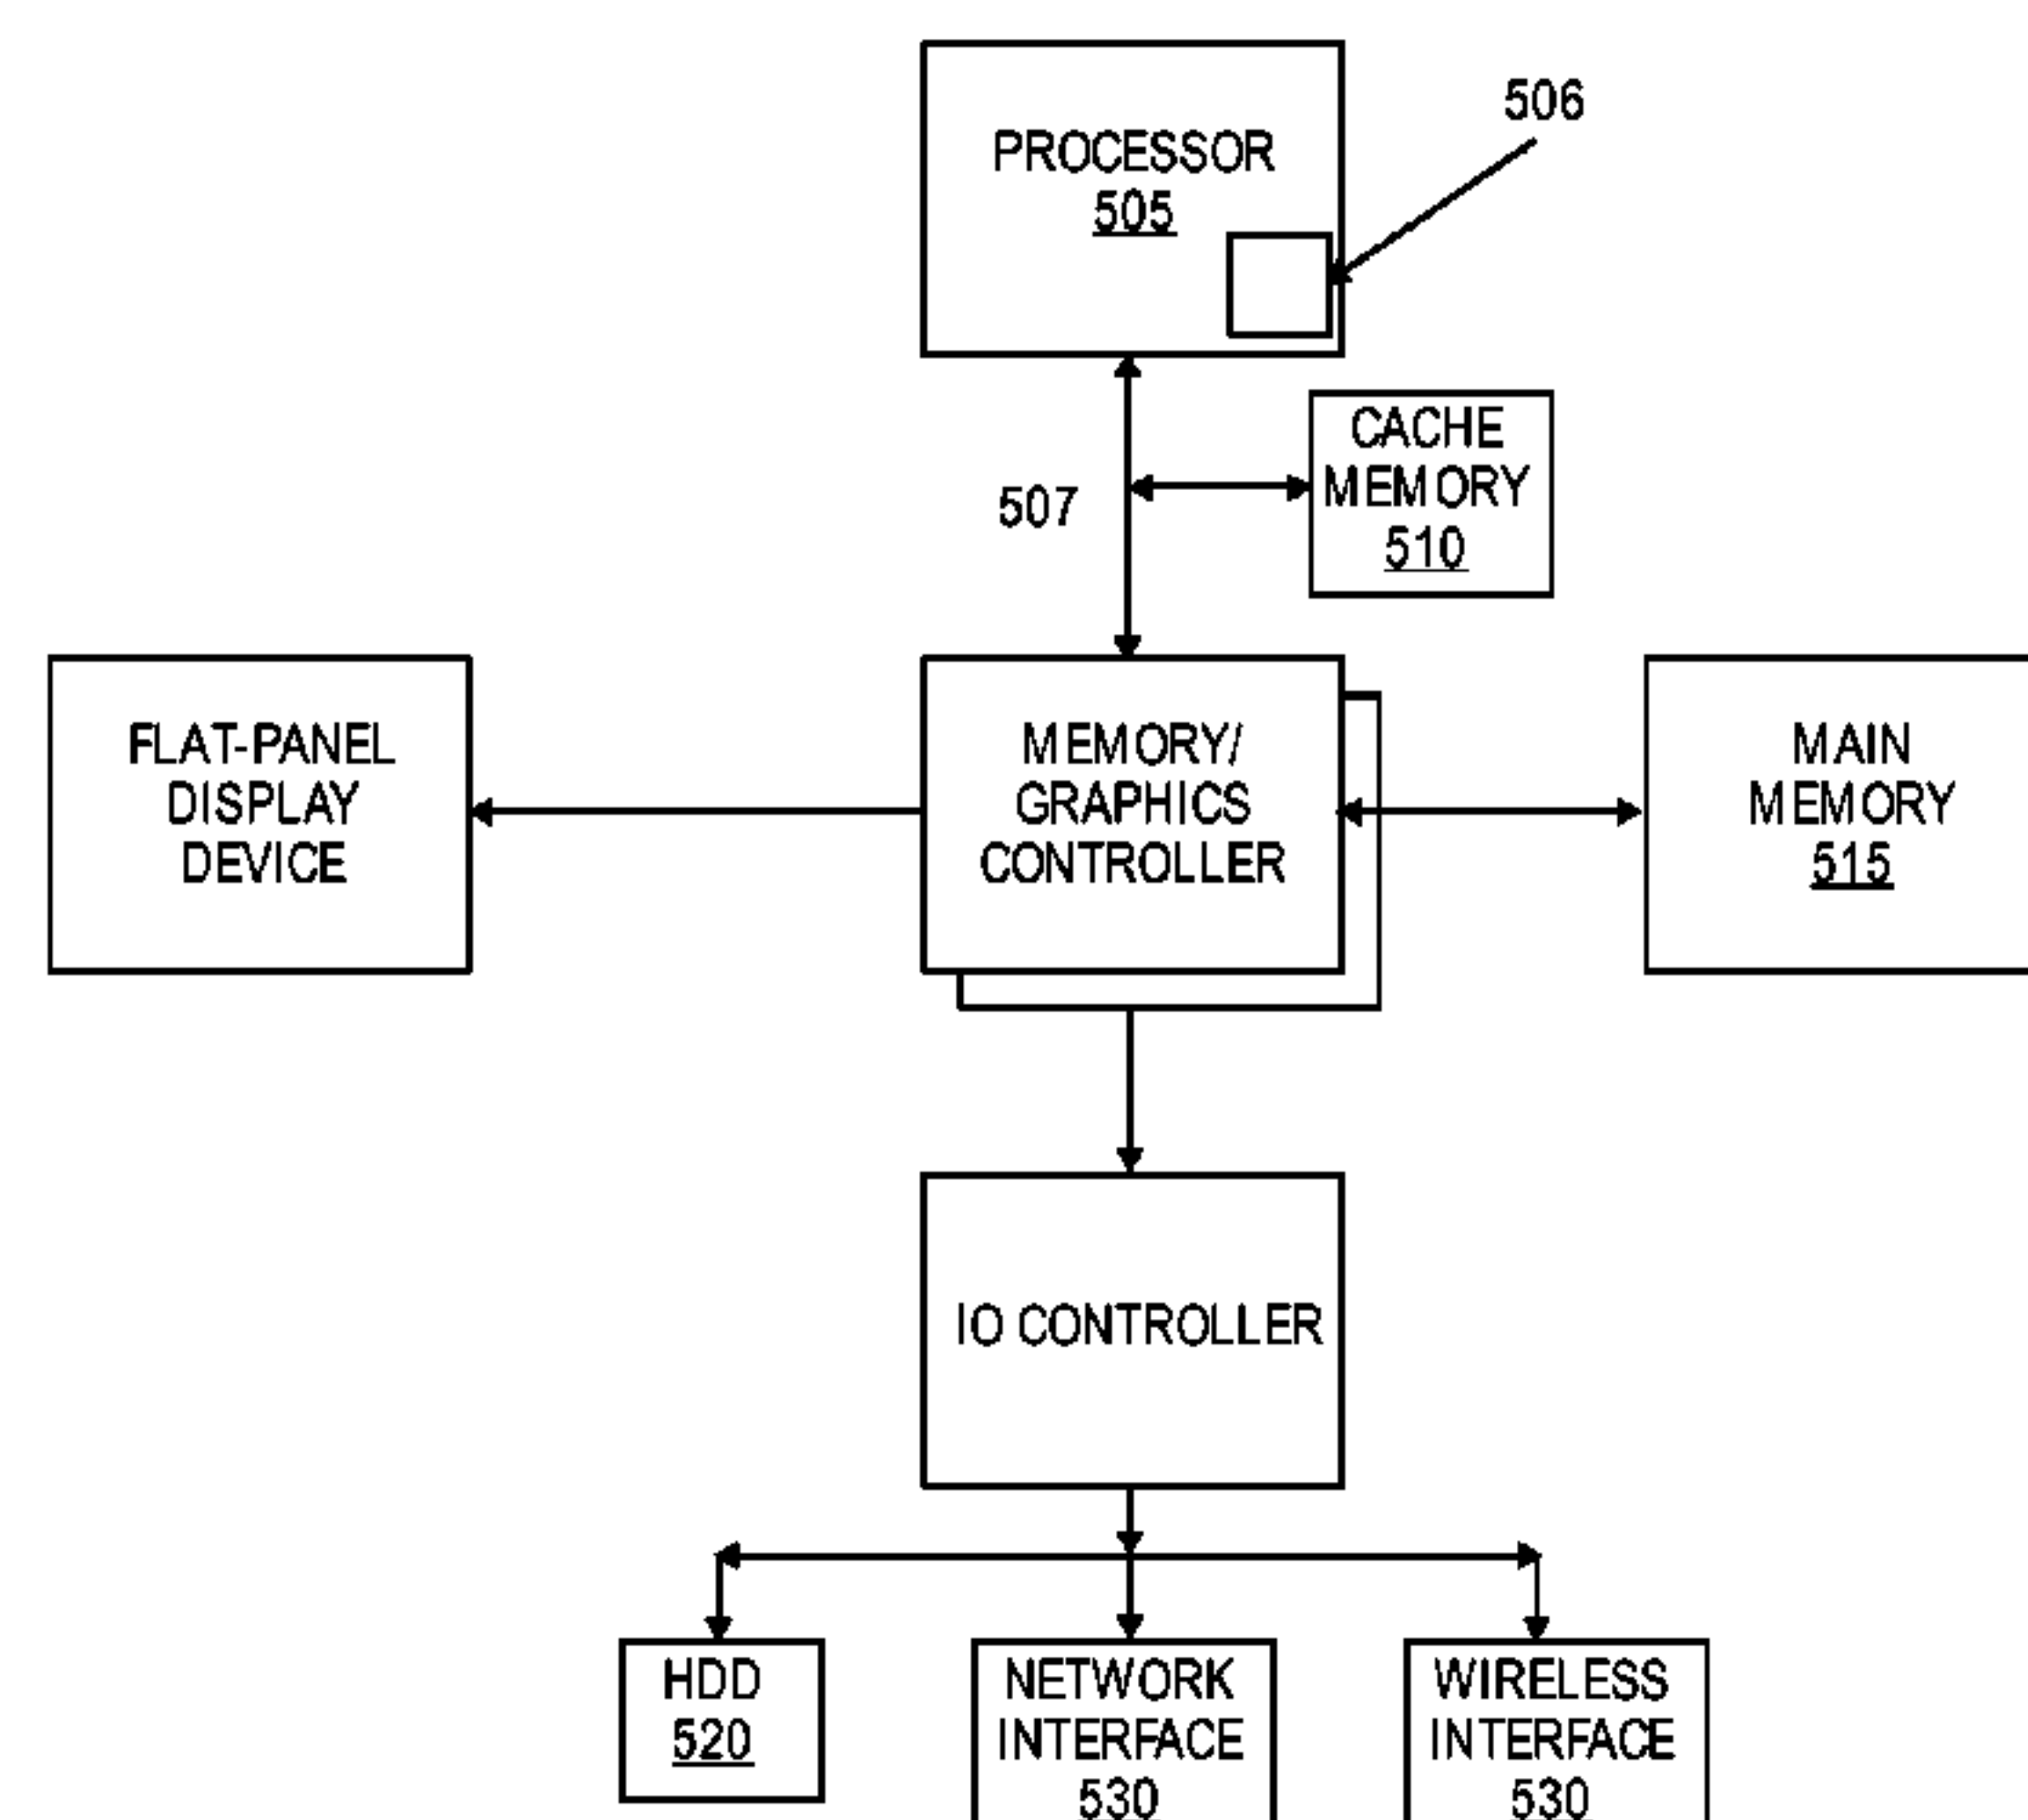 PROCESSOR
505
506
507
CACHE
MEMORY
510
FLAT-PANEL
DISPLAY
DEVICE
MEMORY/
GRAPHICS
CONTROLLER
MAIN
MEMORY
515
IO CONTROLLER
HDD
520
NETWORK
INTERFACE
530
WIRELESS
INTERFACE
530